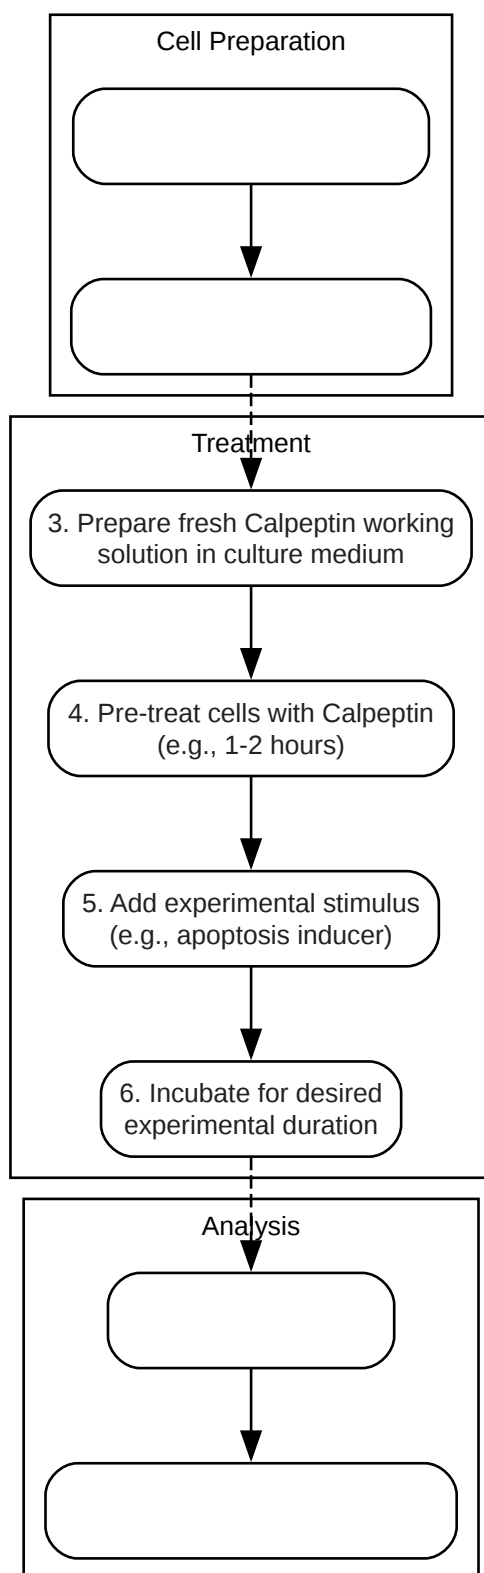 Cell Preparation
Treatment
3. Prepare fresh Calpeptin working
solution in culture medium
4. Pre-treat cells with Calpeptin
(e.g., 1-2 hours)
5. Add experimental stimulus
(e.g., apoptosis inducer)
6. Incubate for desired
experimental duration
Analysis